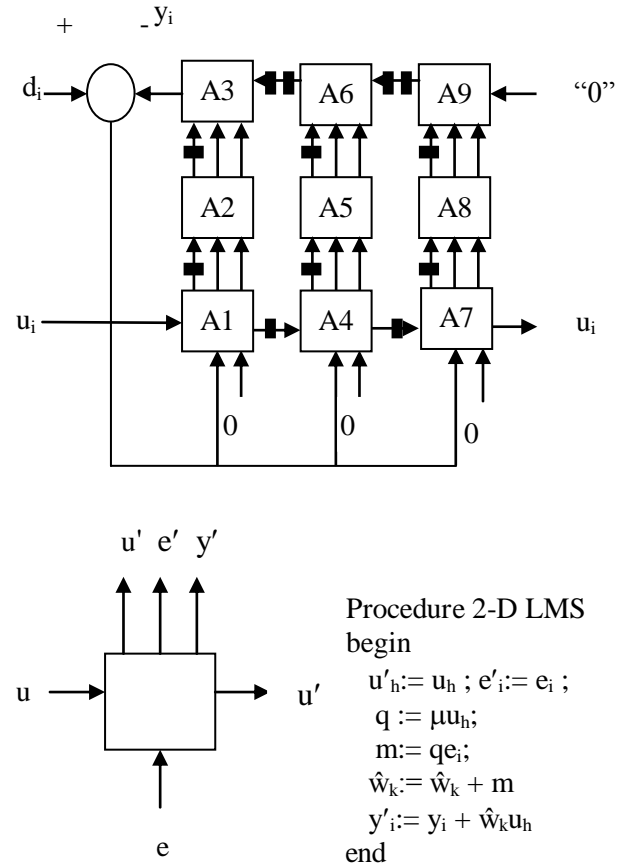 + - yᵢ
dᵢ A3 A6 A9 “0”
A2 A5 A8
uᵢ A1 A4 A7 uᵢ
0 0 0
u' e′ y′
u u′
e
Procedure 2-D LMS
begin
u′ₕ:= uₕ ; e′ᵢ:= eᵢ ;
q := μuₕ;
m:= qeᵢ;
ŵₖ:= ŵₖ + m
y′ᵢ:= yᵢ + ŵₖuₕ
end